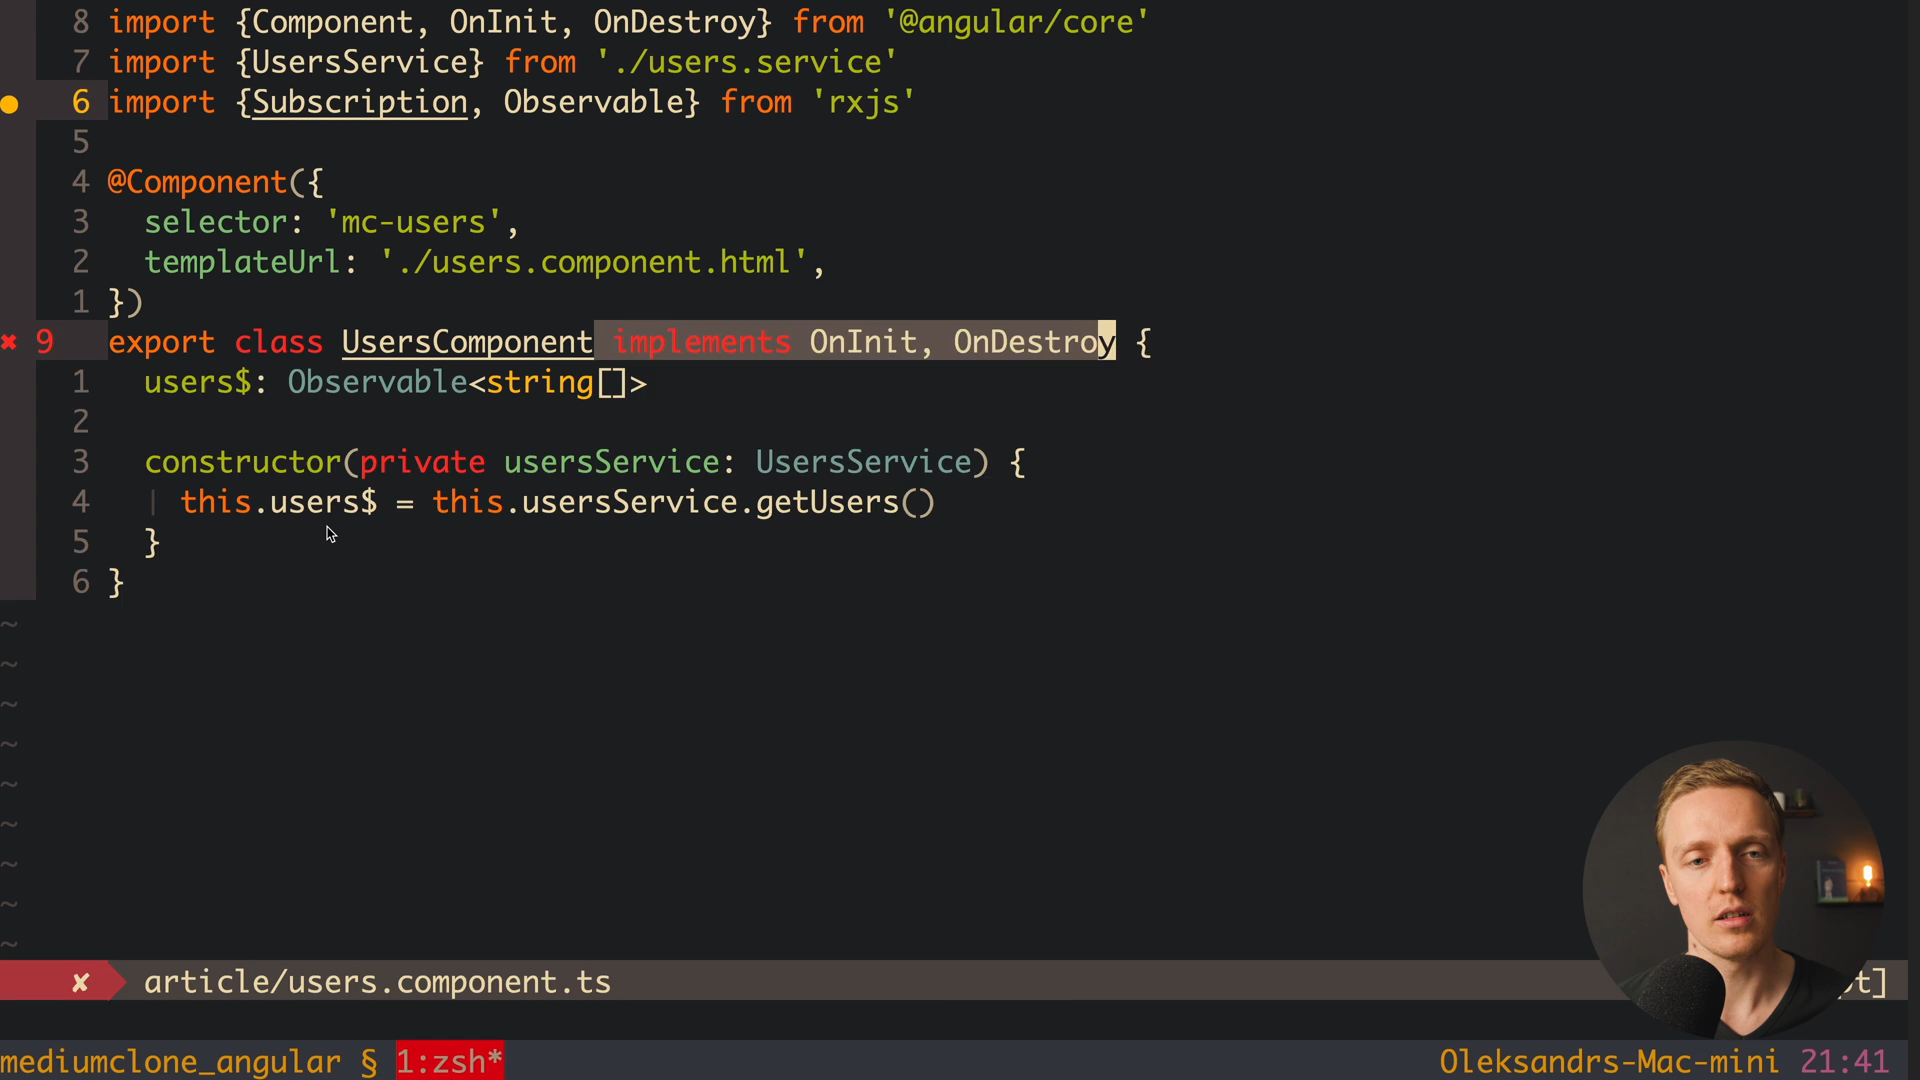 8 import {Component, OnInit, OnDestroy} from '@angular/core'
7 import {UsersService} from './users.service'
6 import {Subscription, Observable} from 'rxjs'
5
4 @Component({
3   selector: 'mc-users',
2   templateUrl: './users.component.html',
1 })
✖ 9 export class UsersComponent implements OnInit, OnDestroy {
1   users$: Observable<string[]>
2
3   constructor(private usersService: UsersService) {
4   | this.users$ = this.usersService.getUsers()
5   }
6 }
~
~
~
~
~
~
~
~
~
✘ article/users.component.ts
mediumclone_angular § 1:zsh* Oleksandrs-Mac-mini 21:41